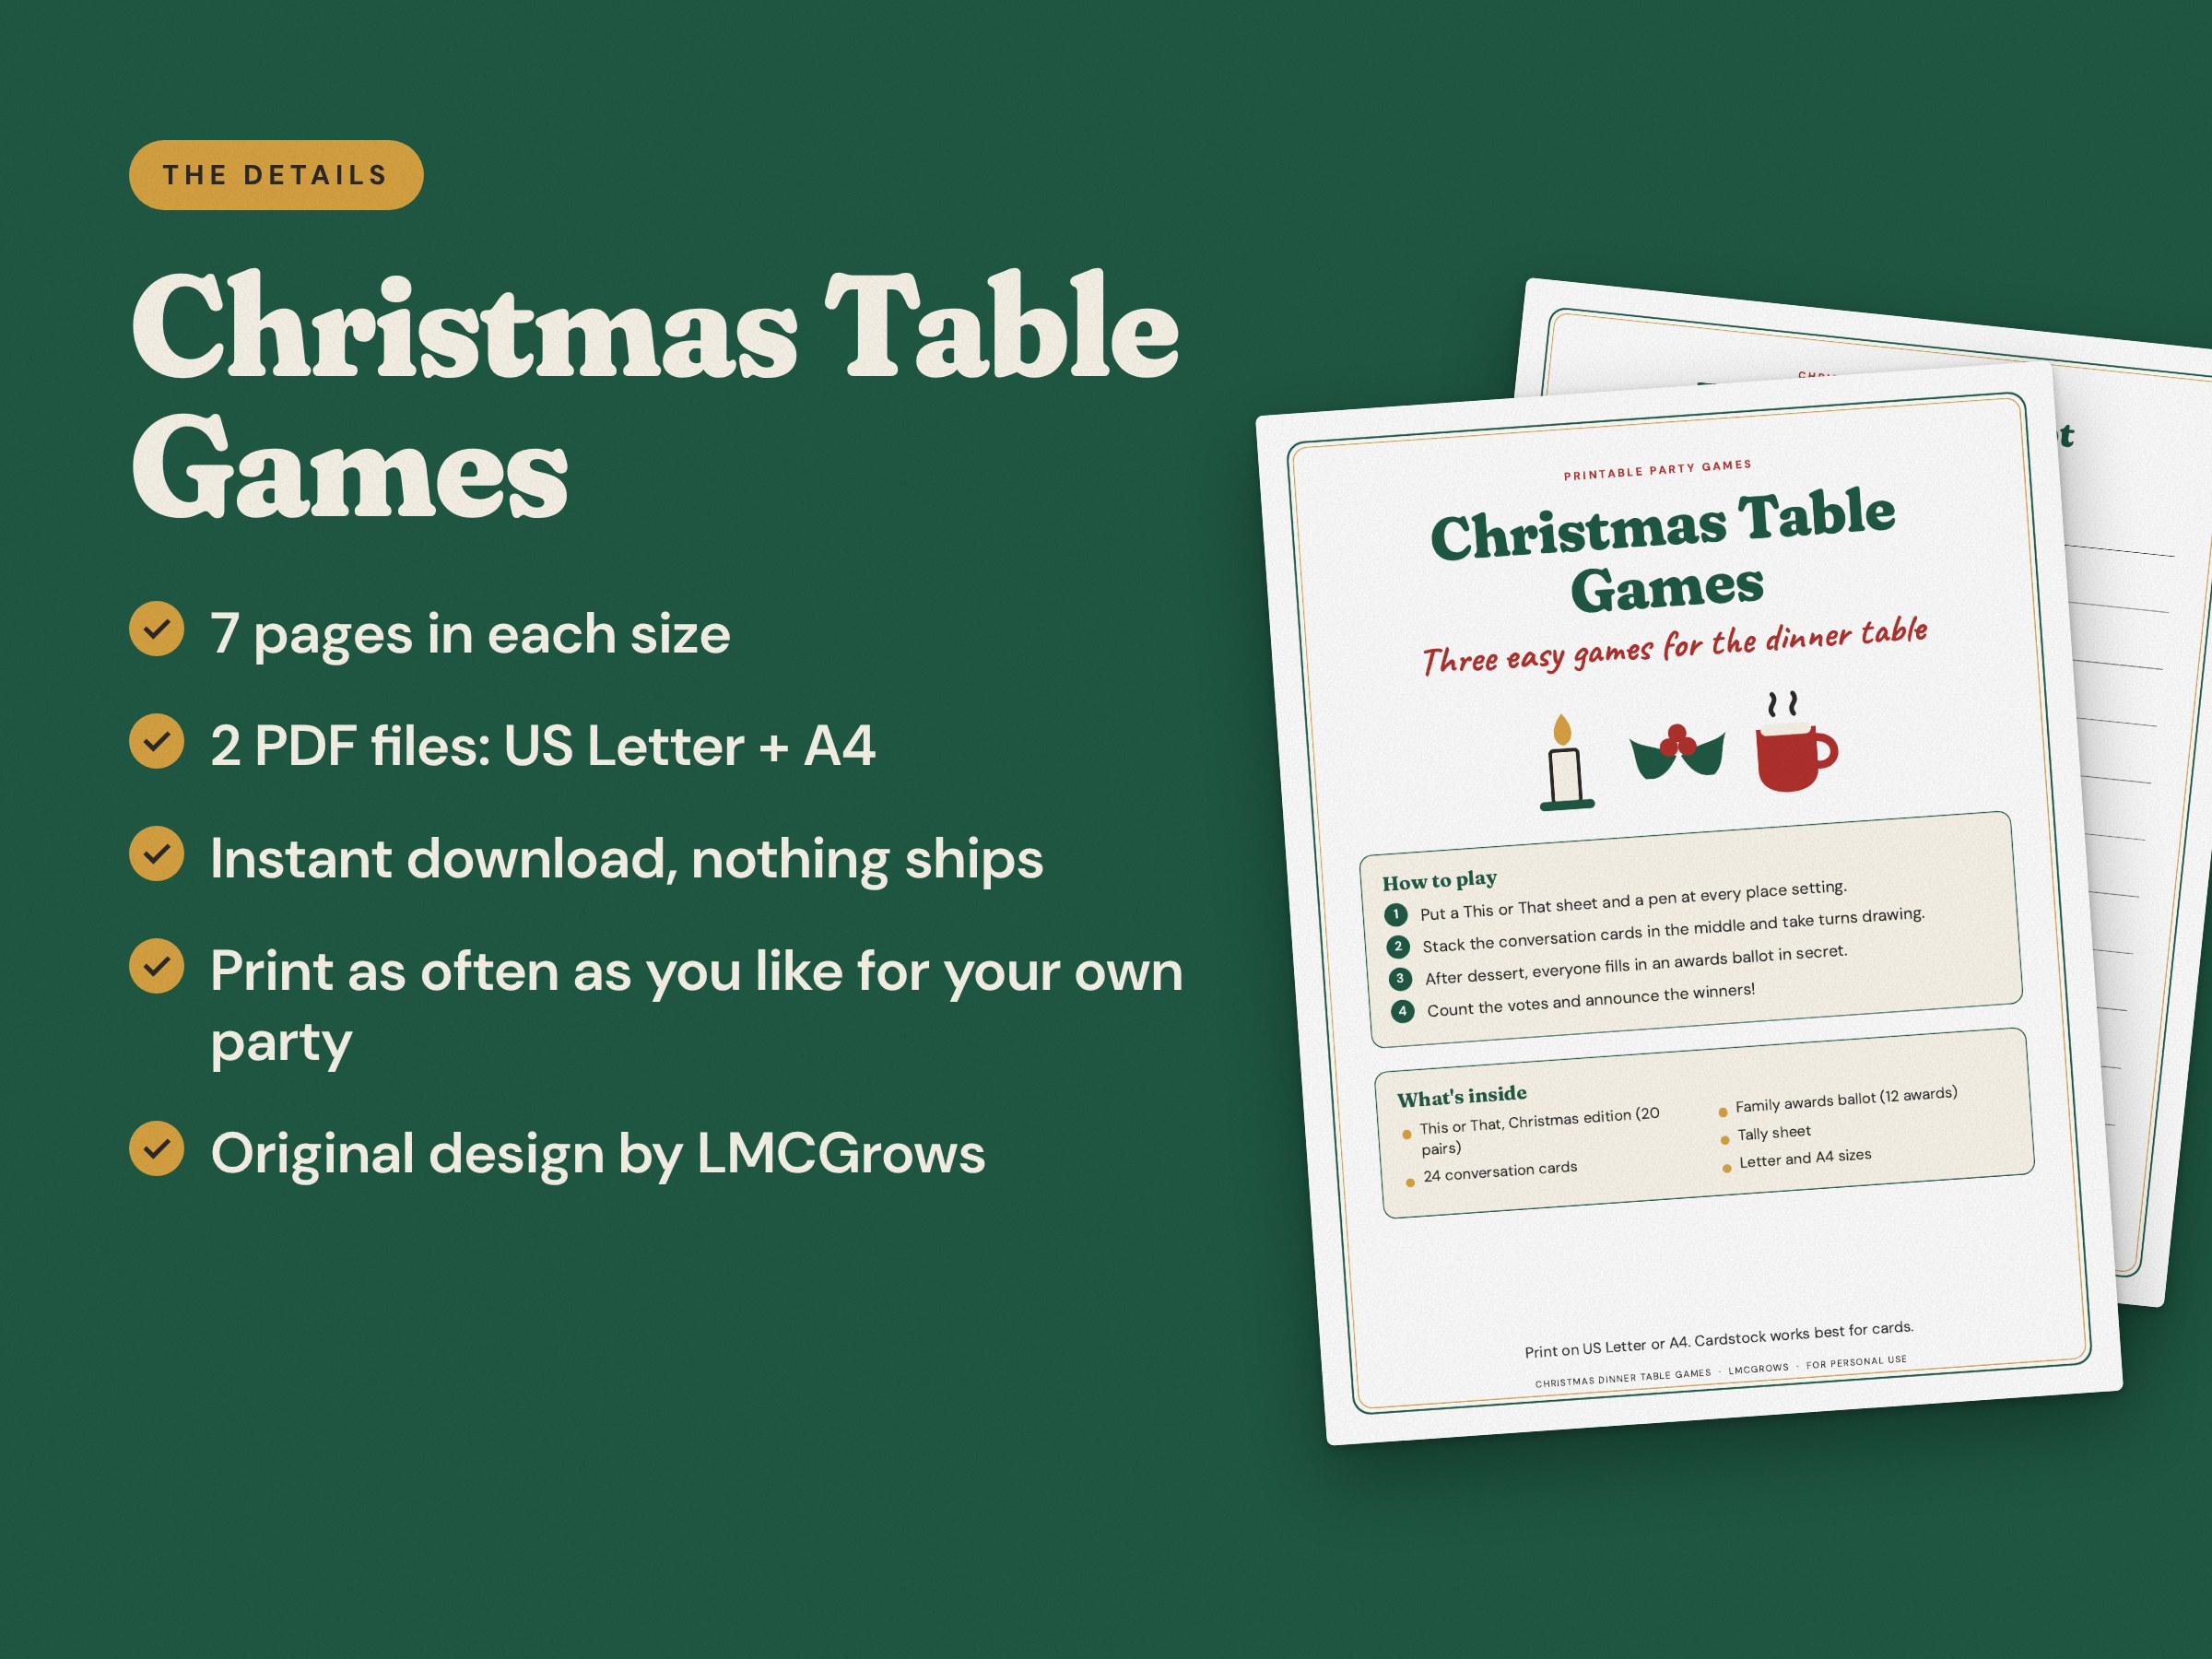 THE DETAILS
Christmas Table
Games
7 pages in each size
2 PDF files: US Letter + A4
Instant download, nothing ships
Print as often as you like for your own
party
Original design by LMCGrows
PRINTABLE PARTY GAMES
Christmas Table
Games
Three easy games for the dinner table
How to play
1 Put a This or That sheet and a pen at every place setting.
2 Stack the conversation cards in the middle and take turns drawing.
3 After dessert, everyone fills in an awards ballot in secret.
4 Count the votes and announce the winners!
What's inside
This or That, Christmas edition (20
pairs)
24 conversation cards
Family awards ballot (12 awards)
Tally sheet
Letter and A4 sizes
Print on US Letter or A4. Cardstock works best for cards.
CHRISTMAS DINNER TABLE GAMES · LMCGROWS · FOR PERSONAL USE